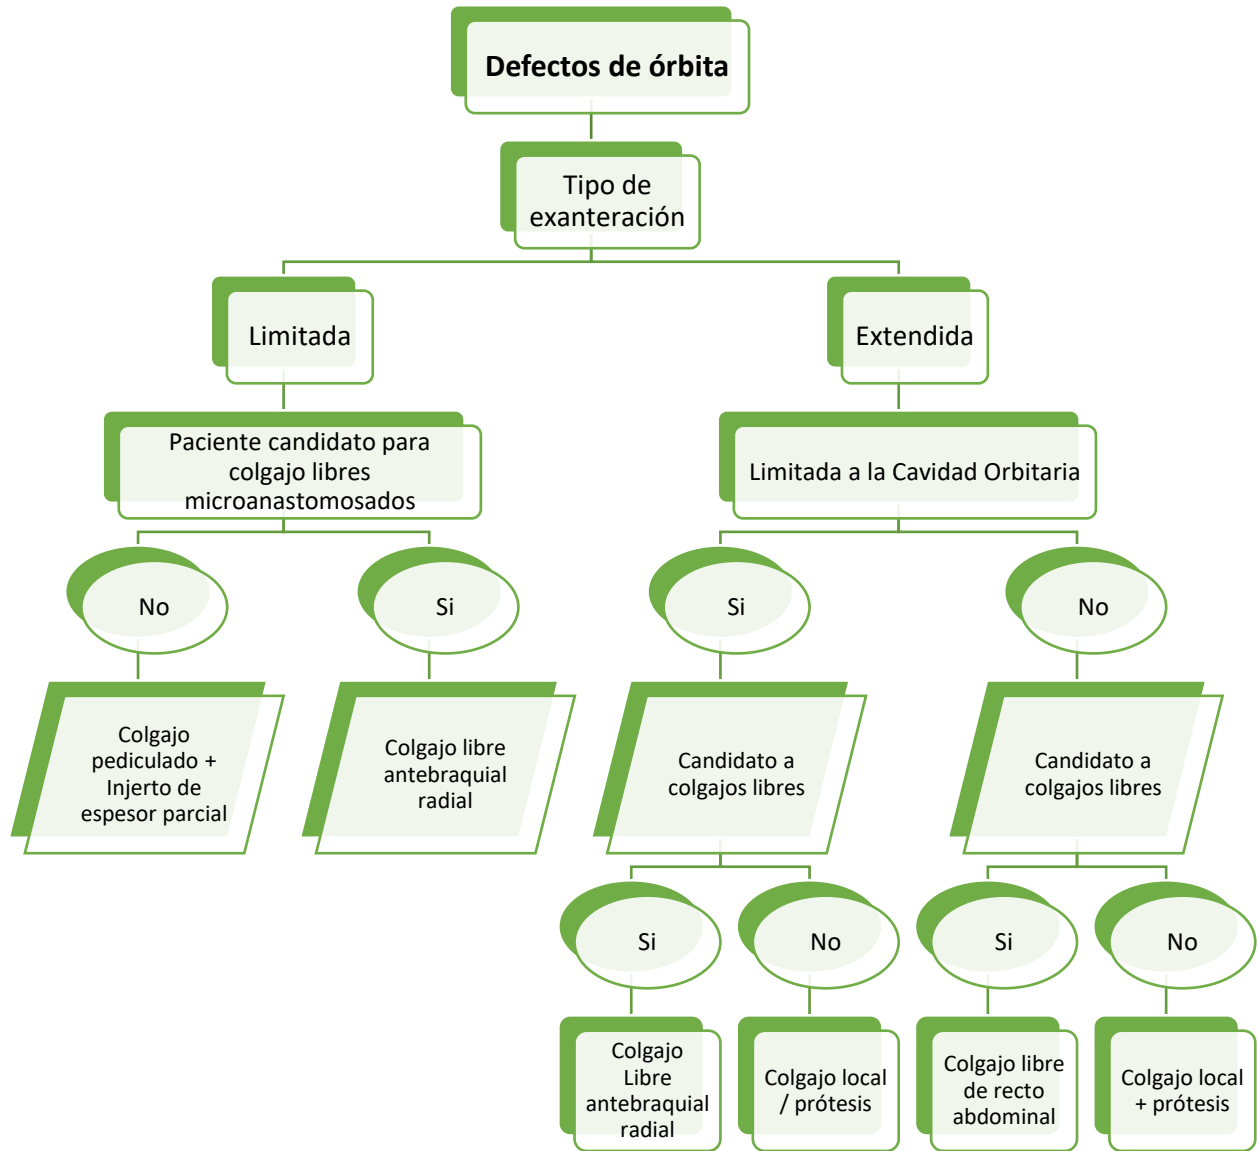 Defectos de órbita
Tipo de
exanteración
Limitada
Extendida
Paciente candidato para
colgajo libres
microanastomosados
Limitada a la Cavidad Orbitaria
No
Si
Si
No
Colgajo
pediculado +
Injerto de
espesor parcial
Colgajo libre
antebraquial
radial
Candidato a
colgajos libres
Candidato a
colgajos libres
Si
No
Si
No
Colgajo
Libre
antebraquial
radial
Colgajo local
/ prótesis
Colgajo libre
de recto
abdominal
Colgajo local
+ prótesis